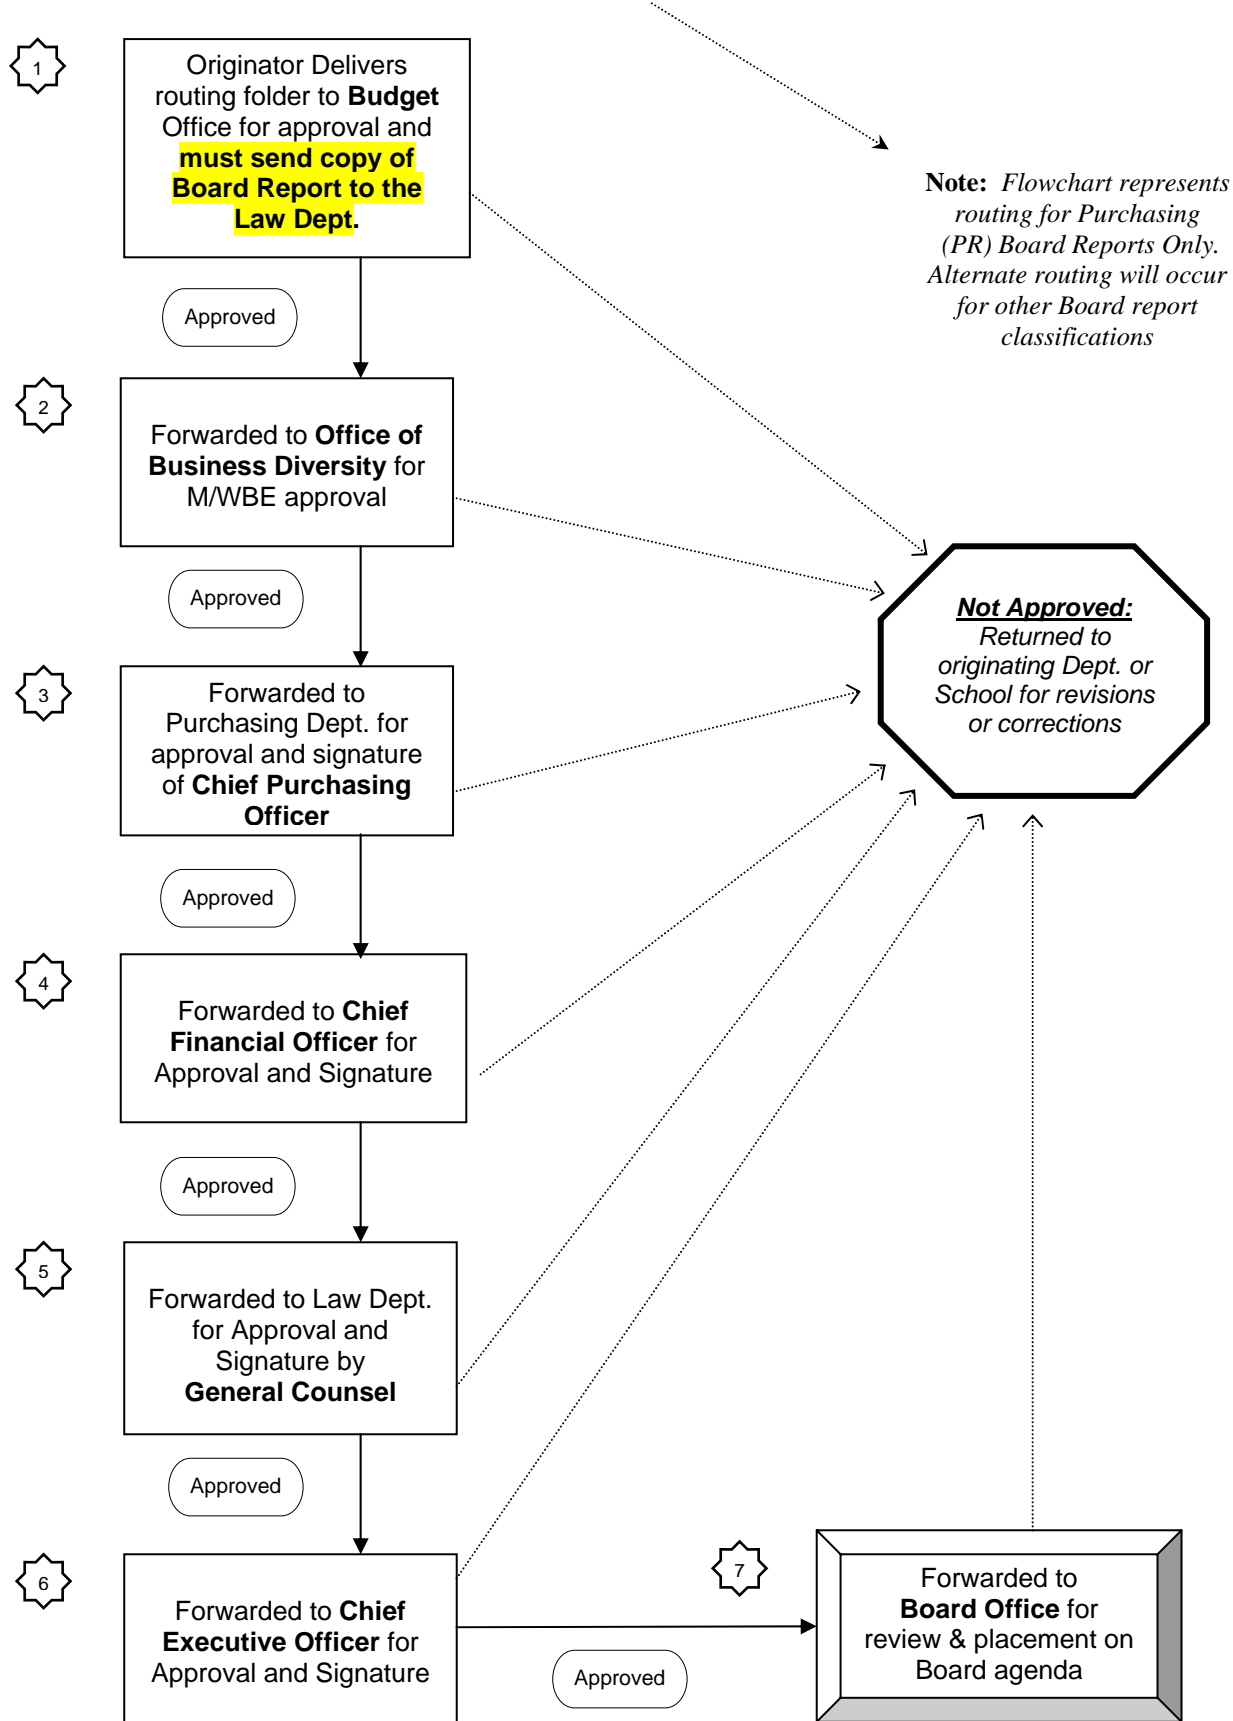 1
Originator Delivers
routing folder to Budget
Office for approval and
must send copy of
Board Report to the
Law Dept.
Note: Flowchart represents
routing for Purchasing
(PR) Board Reports Only.
Alternate routing will occur
for other Board report
classifications
Approved
2
Forwarded to Office of
Business Diversity for
M/WBE approval
Approved
Not Approved:
Returned to
originating Dept. or
School for revisions
or corrections
3
Forwarded to
Purchasing Dept. for
approval and signature
of Chief Purchasing
Officer
Approved
4
Forwarded to Chief
Financial Officer for
Approval and Signature
Approved
5
Forwarded to Law Dept.
for Approval and
Signature by
General Counsel
Approved
6
Forwarded to Chief
Executive Officer for
Approval and Signature
Approved
7
Forwarded to
Board Office for
review & placement on
Board agenda